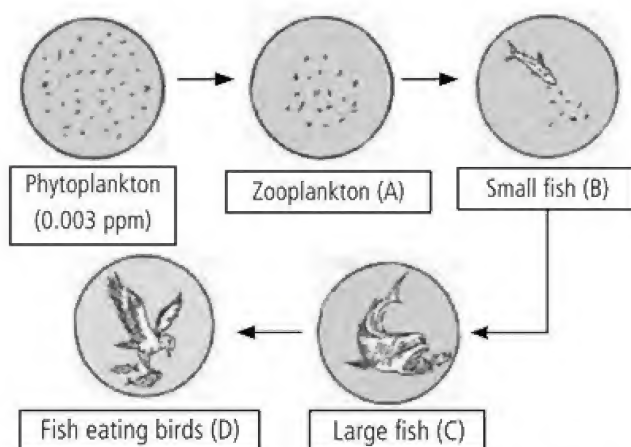 Phytoplankton
(0.003 ppm)
Zooplankton (A)
Small fish (B)
Fish eating birds (D)
Large fish (C)